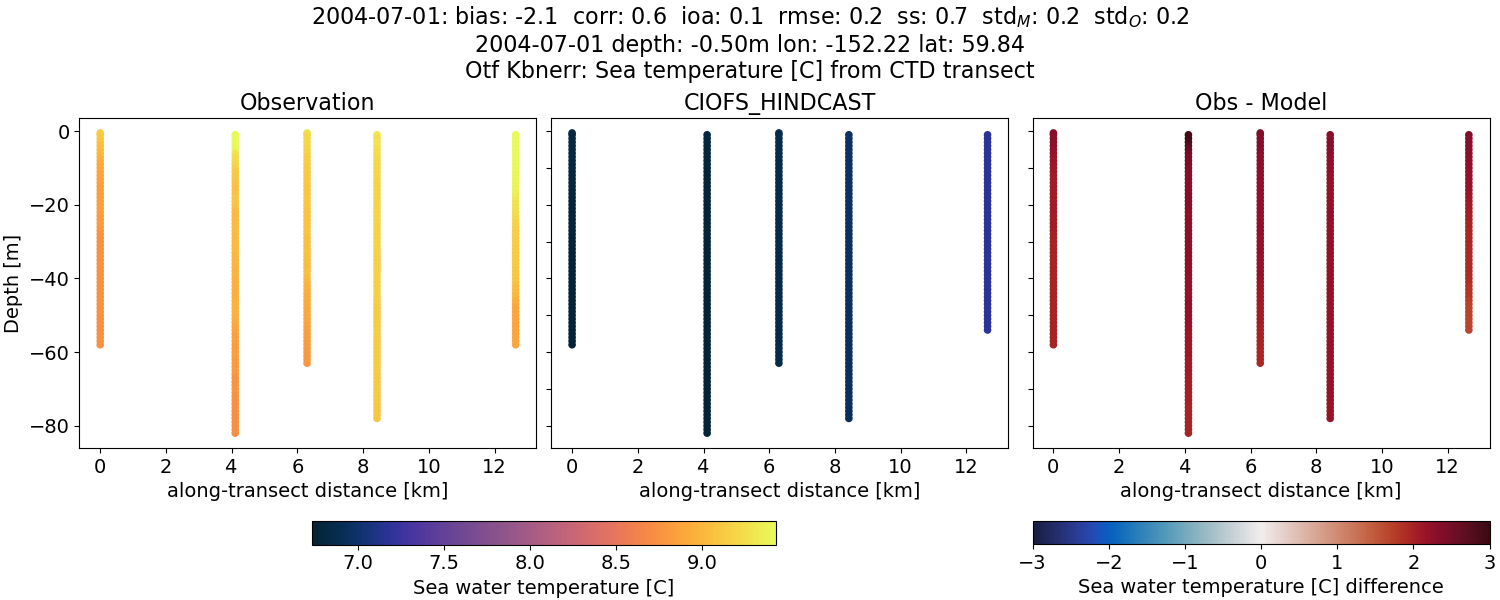 2004-07-01: bias: -2.1 corr: 0.6 ioa: 0.1 rmse: 0.2 ss: 0.7 std_M: 0.2 std_O: 0.2
2004-07-01 depth: -0.50m lon: -152.22 lat: 59.84
Otf Kbnerr: Sea temperature [C] from CTD transect
Observation
CIOFS_HINDCAST
Obs - Model
Depth [m]
0
−20
−40
−60
−80
0 2 4 6 8 10 12
0 2 4 6 8 10 12
0 2 4 6 8 10 12
along-transect distance [km]
along-transect distance [km]
along-transect distance [km]
7.0 7.5 8.0 8.5 9.0
Sea water temperature [C]
−3 −2 −1 0 1 2 3
Sea water temperature [C] difference